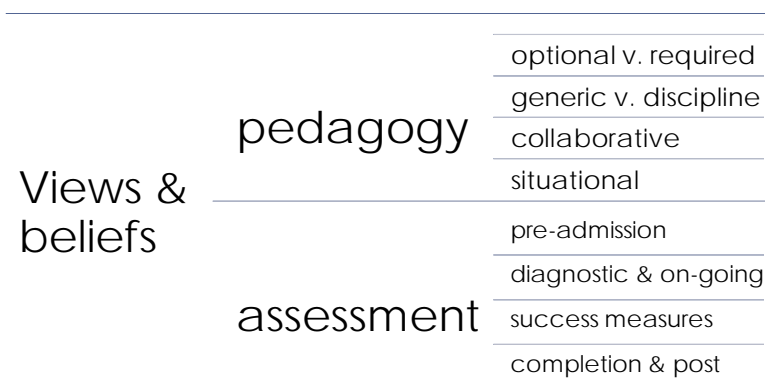 Views &
beliefs
pedagogy
optional v. required
generic v. discipline
collaborative
situational
assessment
pre-admission
diagnostic & on-going
success measures
completion & post